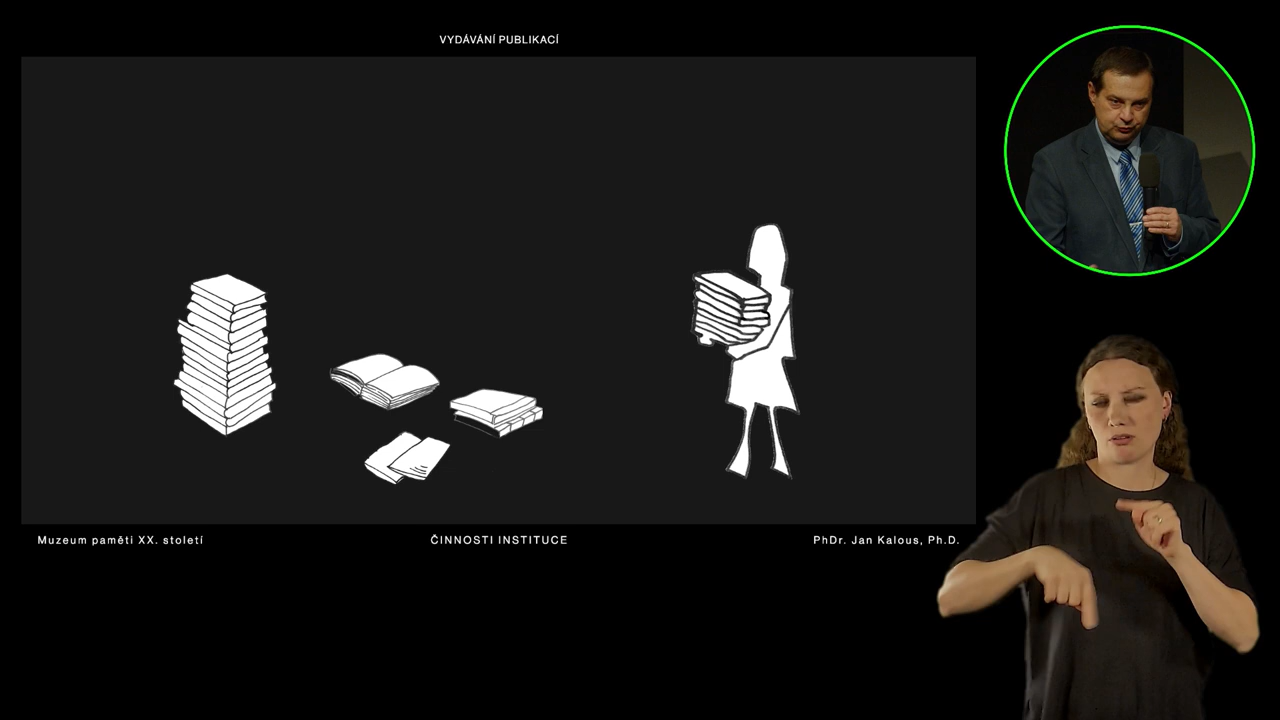 VYDÁVÁNÍ PUBLIKACÍ
Muzeum paměti XX. století
ČINNOSTI INSTITUCE
PhDr. Jan Kalous, Ph.D.